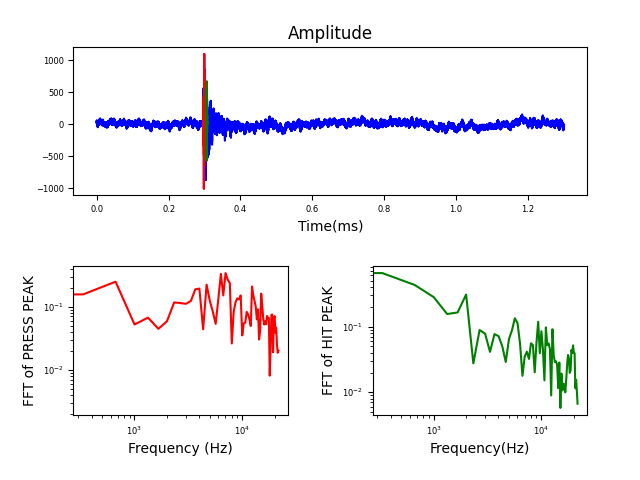 Amplitude
1000
500
0
−500
−1000
0.0 0.2 0.4 0.6 0.8 1.0 1.2
Time(ms)
FFT of PRESS PEAK
10⁻¹
10⁻²
10³ 10⁴
Frequency (Hz)
FFT of HIT PEAK
10⁻¹
10⁻²
10³ 10⁴
Frequency(Hz)